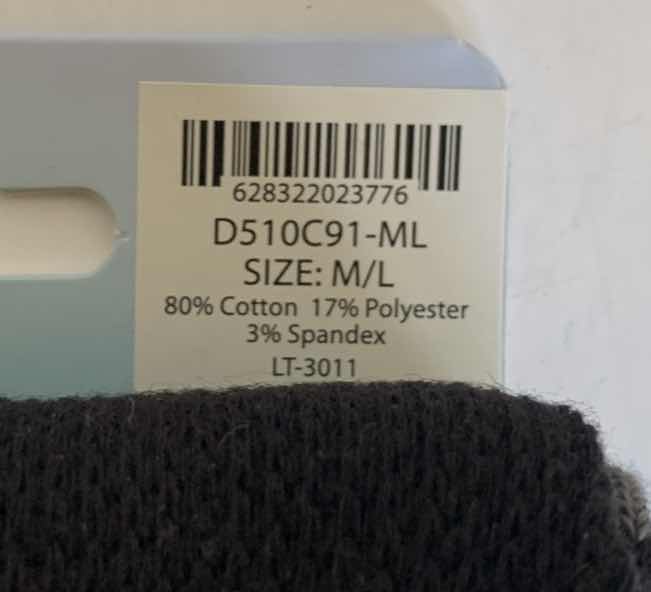 628322023776
D510C91-ML
SIZE: M/L
80% Cotton 17% Polyester
3% Spandex
LT-3011